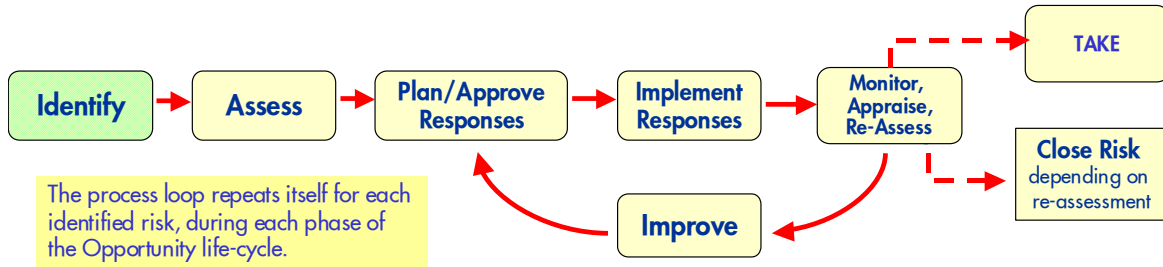 Identify
Assess
Plan/Approve
Responses
Implement
Responses
Monitor,
Appraise,
Re-Assess
TAKE
Close Risk
depending on
re-assessment
Improve
The process loop repeats itself for each
identified risk, during each phase of
the Opportunity life-cycle.